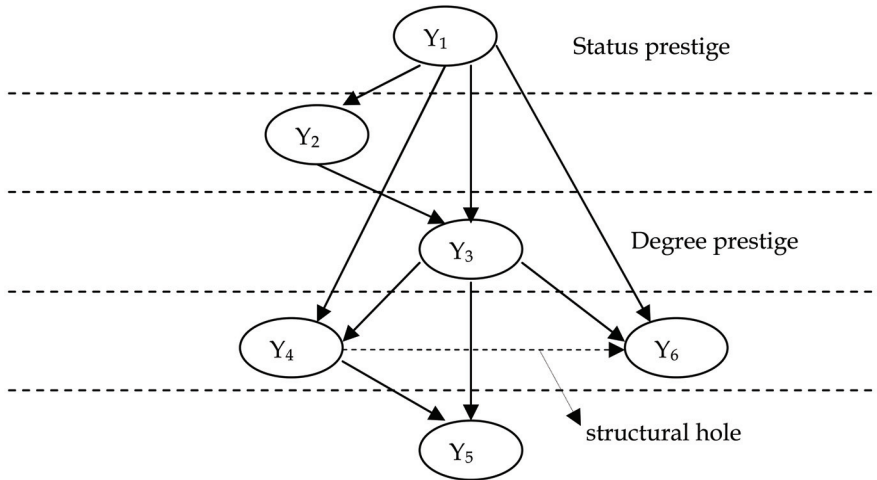 Y1
Status prestige
Y2
Y3
Degree prestige
Y4
Y6
structural hole
Y5